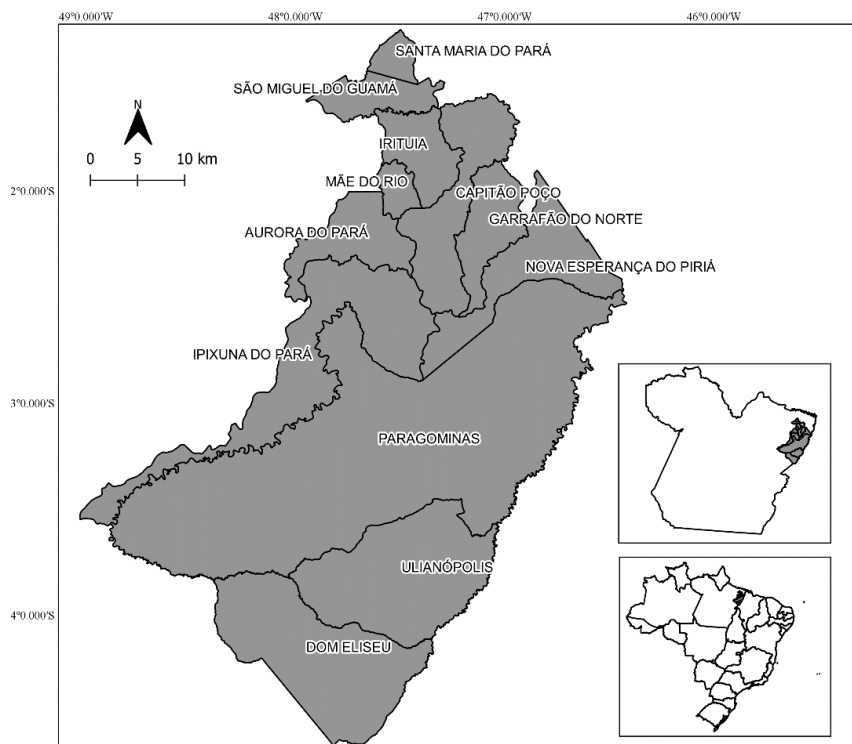 49°0.000'W 48°0.000'W 47°0.000'W 46°0.000'W
SANTA MARIA DO PARÁ
SÃO MIGUEL DO GUAMÁ
N
IRITUIA
0 5 10 km
MÃE DO RIO
2°0.000'S
CAPITÃO POÇO
GARRAFÃO DO NORTE
AURORA DO PARÁ
NOVA ESPERANÇA DO PIRIÁ
IPIXUNA DO PARÁ
3°0.000'S
PARAGOMINAS
ULIANÓPOLIS
4°0.000'S
DOM ELISEU